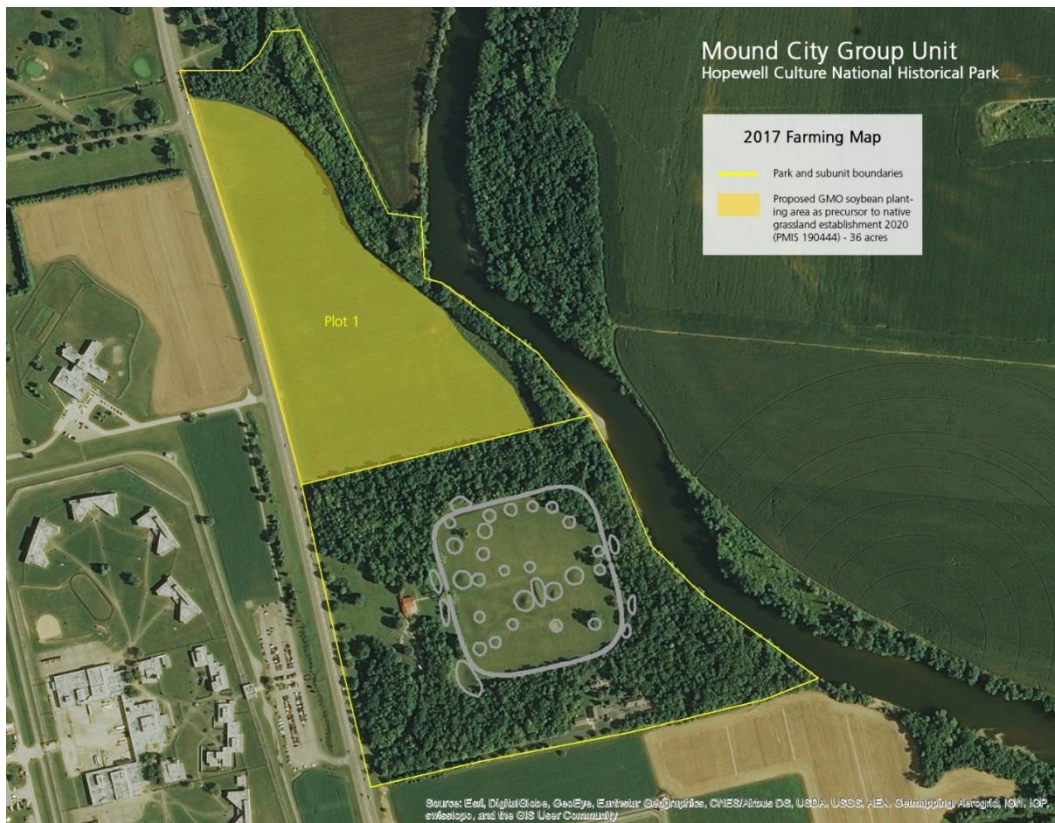 Mound City Group Unit
Hopewell Culture National Historical Park
2017 Farming Map
Park and subunit boundaries
Proposed GMO soybean plant-
ing area as precursor to native
grassland establishment 2020
(PMIS 190444) - 36 acres
Plot 1
Source: Esri, DigitalGlobe, GeoEye, Earthstar Geographics, CNES/Airbus DS, USDA, USGS, AEX, Getmapping, Aerogrid, IGN, IGP,
swisstopo, and the GIS User Community